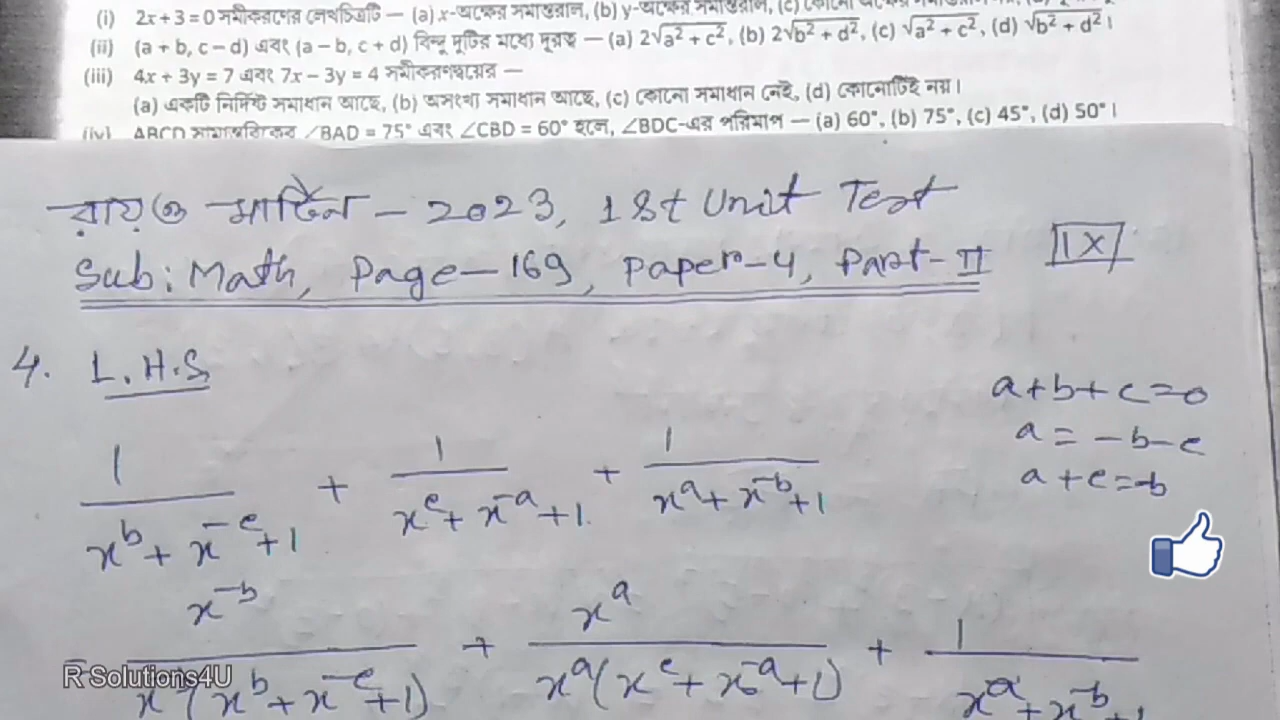 (i) 2x + 3 = 0 সমীকরণের লেখচিত্রটি — (a) x-অক্ষের সমান্তরাল, (b) y-অক্ষের সমান্তরাল, (c)
(ii) (a + b, c – d) এবং (a – b, c + d) বিন্দু দুটির মধ্যে দূরত্ব — (a) 2√a² + c², (b) 2√b² + d², (c) √a² + c², (d) √b² + d² ।
(iii) 4x + 3y = 7 এবং 7x – 3y = 4 সমীকরণদ্বয়ের —
(a) একটি নির্দিষ্ট সমাধান আছে, (b) অসংখ্য সমাধান আছে, (c) কোনো সমাধান নেই, (d) কোনোটিই নয়।
(iv) ABCD সামান্তরিকের ∠BAD = 75° এবং ∠CBD = 60° হলে, ∠BDC-এর পরিমাপ — (a) 60°, (b) 75°, (c) 45°, (d) 50° ।
রায় ও মার্টিন – 2023, 1st Unit Test
Sub: Math, Page – 169, Paper-4, Part-II IX
4. L.H.S
a + b + c = 0
a = -b - c
a + c = -b
1/(x^b + x^-c + 1) + 1/(x^c + x^-a + 1) + 1/(x^a + x^-b + 1)
= x^-b/(x^-b(x^b + x^-c + 1)) + x^a/(x^a(x^c + x^-a + 1)) + 1/(x^a + x^-b + 1)
R Solutions4U